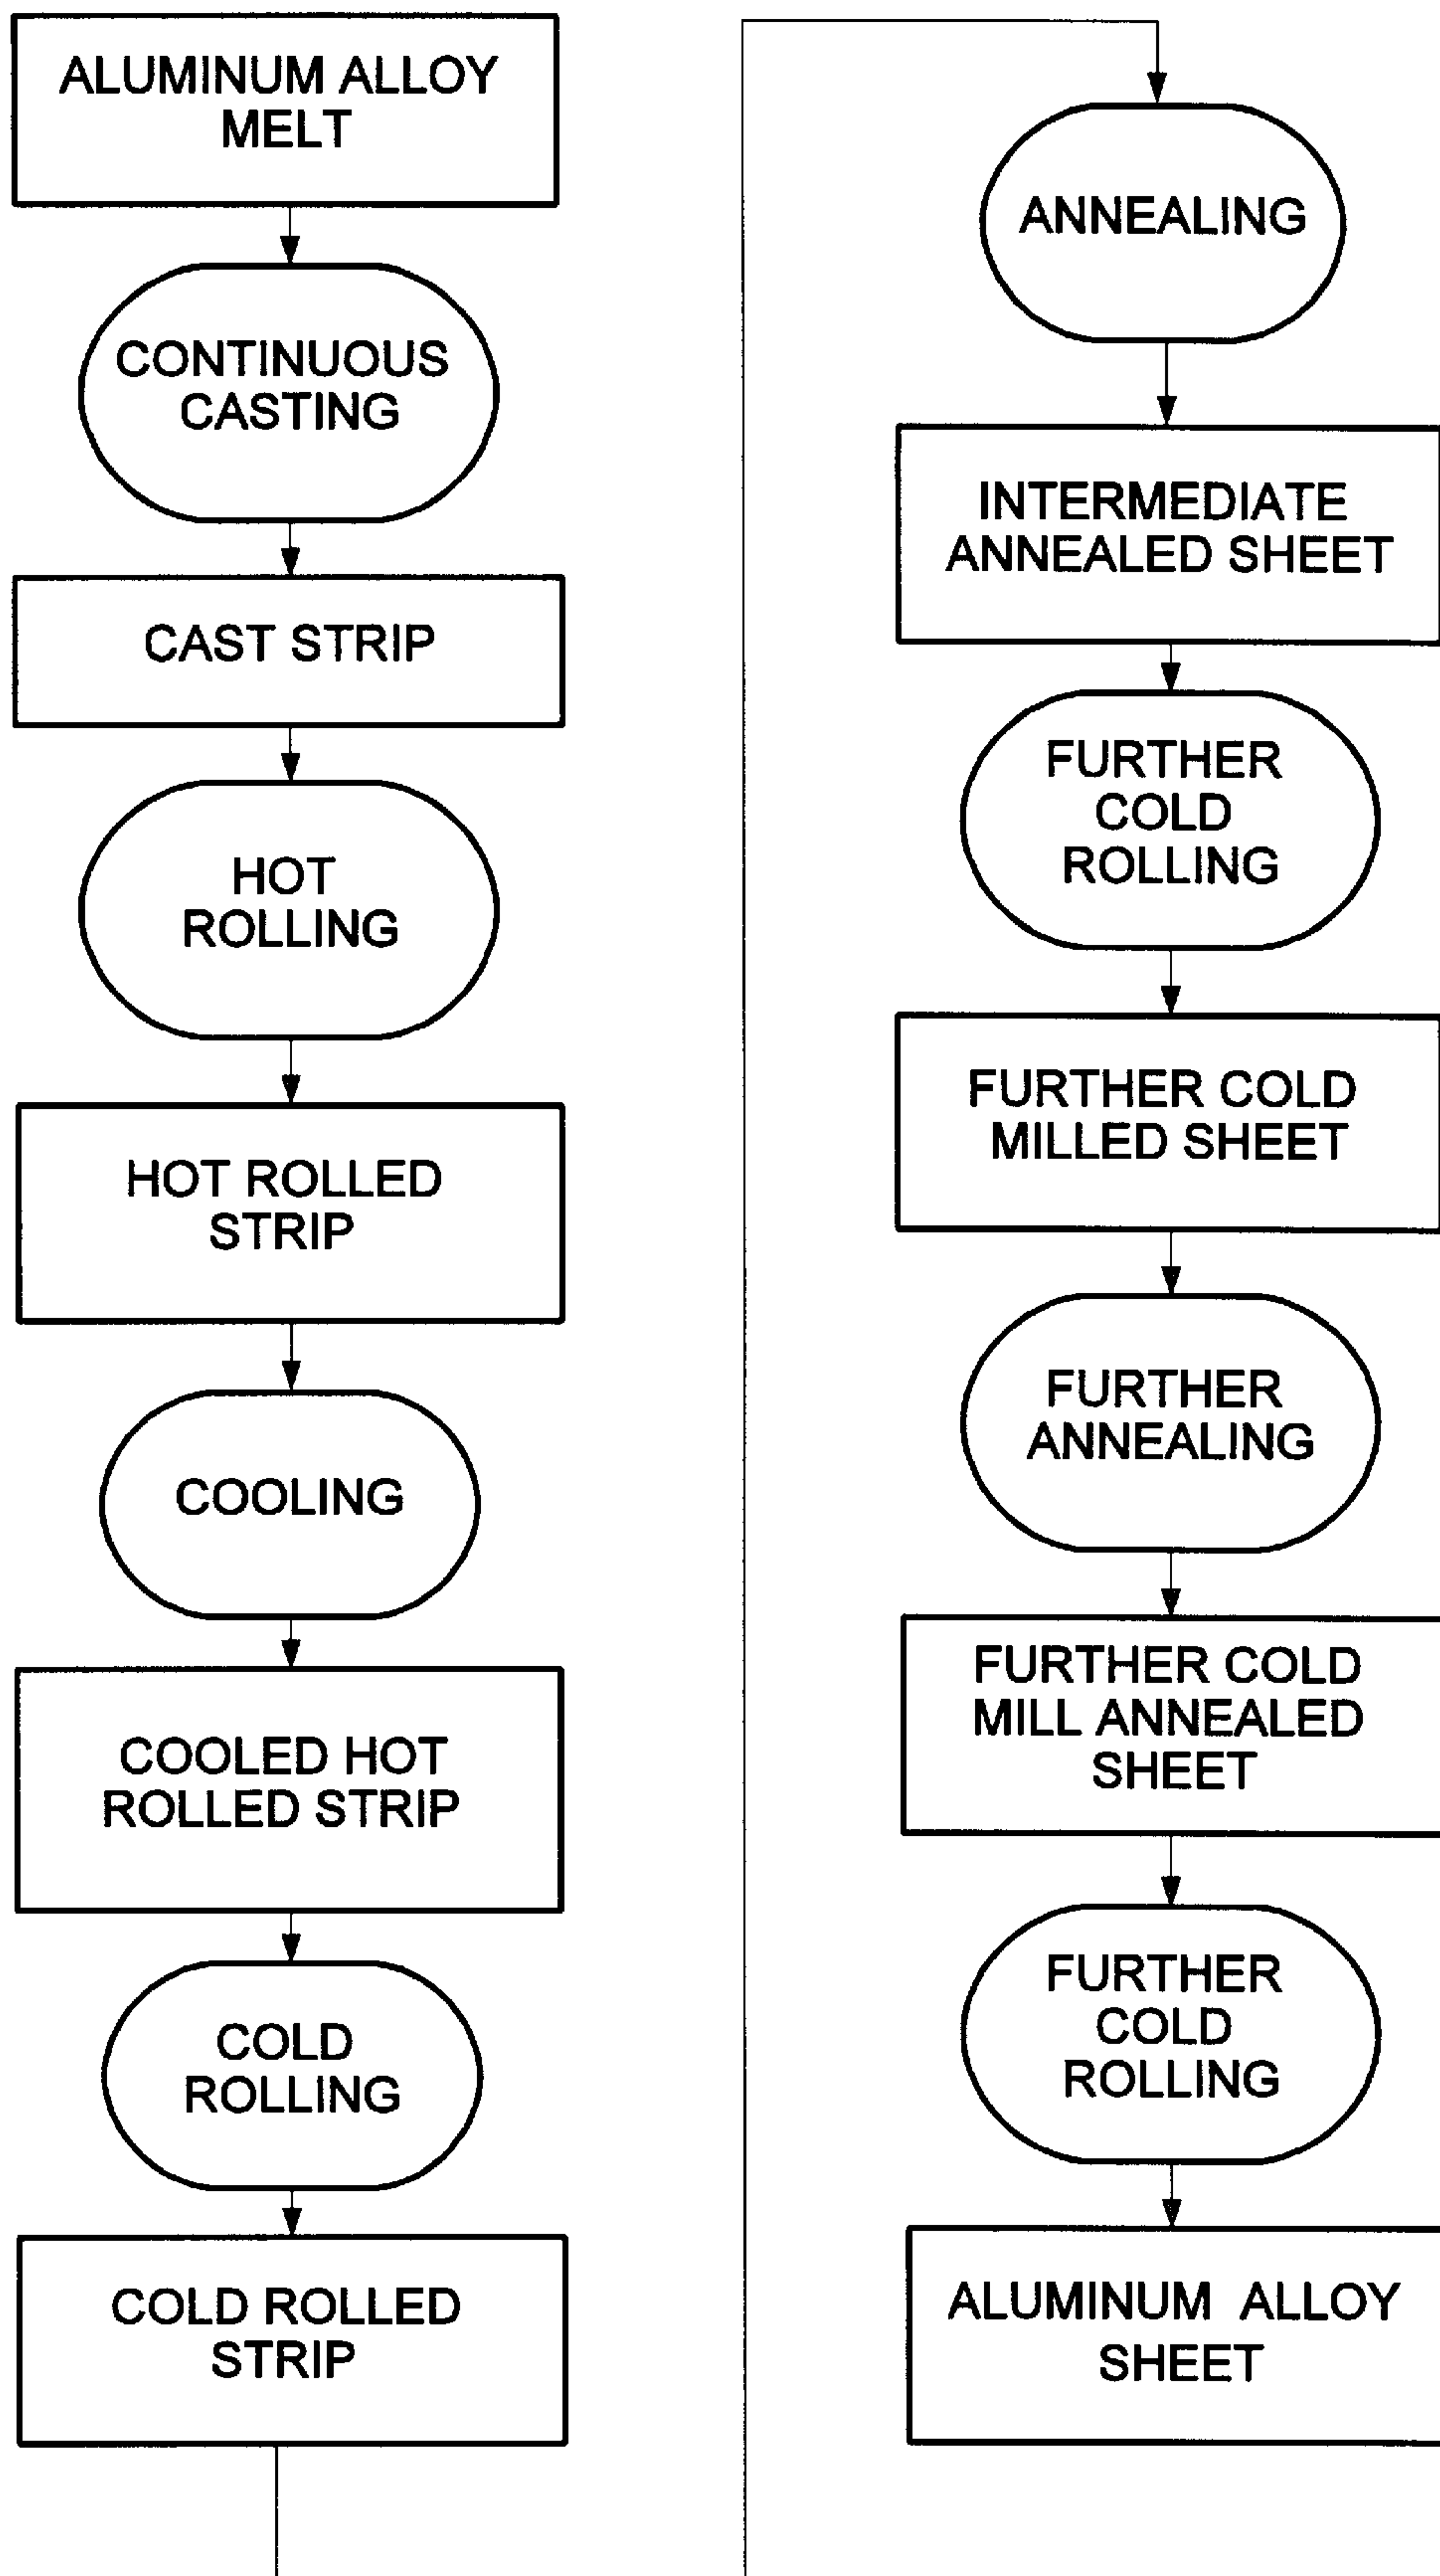 ALUMINUM ALLOY
MELT
CONTINUOUS
CASTING
CAST STRIP
HOT
ROLLING
HOT ROLLED
STRIP
COOLING
COOLED HOT
ROLLED STRIP
COLD
ROLLING
COLD ROLLED
STRIP
ANNEALING
INTERMEDIATE
ANNEALED SHEET
FURTHER
COLD
ROLLING
FURTHER COLD
MILLED SHEET
FURTHER
ANNEALING
FURTHER COLD
MILL ANNEALED
SHEET
FURTHER
COLD
ROLLING
ALUMINUM ALLOY
SHEET